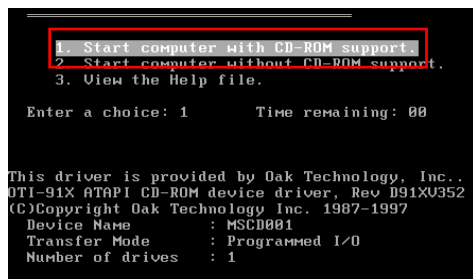 1. Start computer with CD-ROM support.
2. Start computer without CD-ROM support.
3. View the Help file.
Enter a choice: 1 Time remaining: 00
This driver is provided by Oak Technology, Inc..
OTI-91X ATAPI CD-ROM device driver, Rev D91XV352
(C)Copyright Oak Technology Inc. 1987-1997
Device Name : MSCD001
Transfer Mode : Programmed I/O
Number of drives : 1